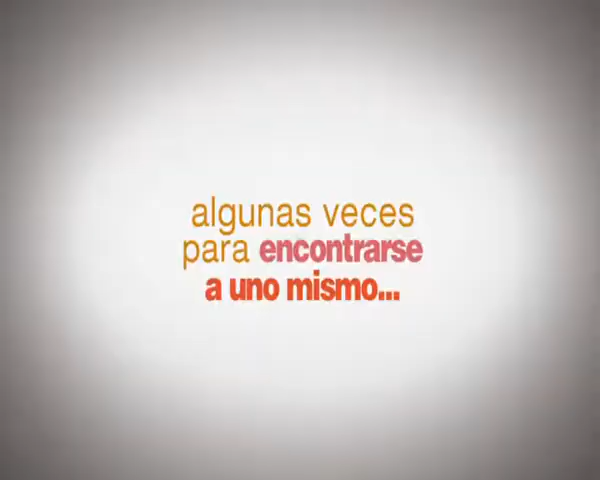 algunas veces
para encontrarse
a uno mismo...